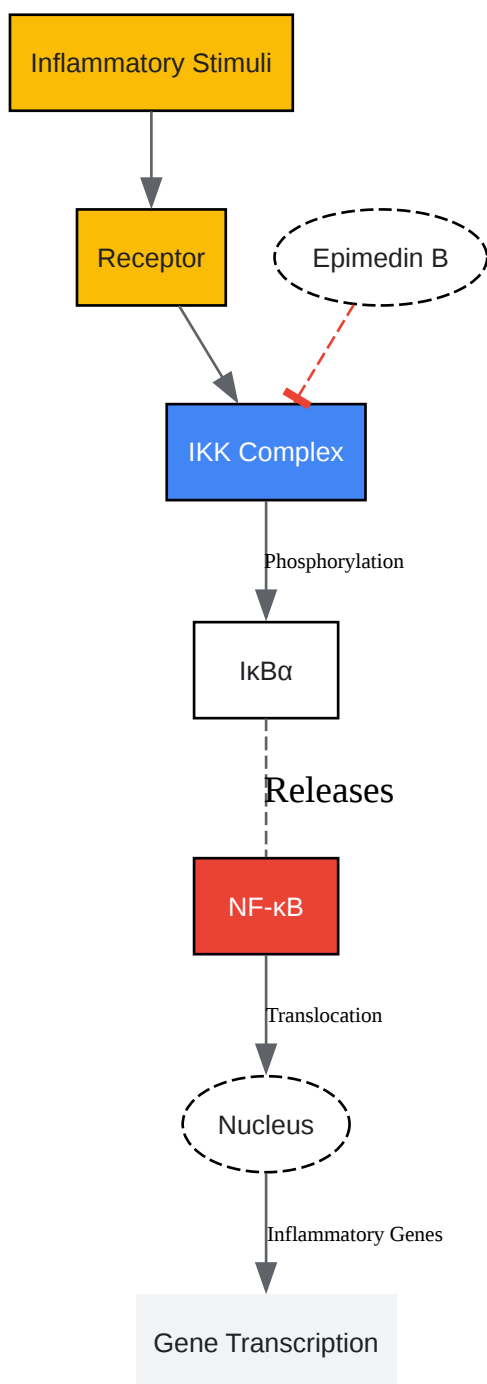 Inflammatory Stimuli
Receptor
Epimedin B
IKK Complex
Phosphorylation
IκBα
Releases
NF-κB
Translocation
Nucleus
Inflammatory Genes
Gene Transcription